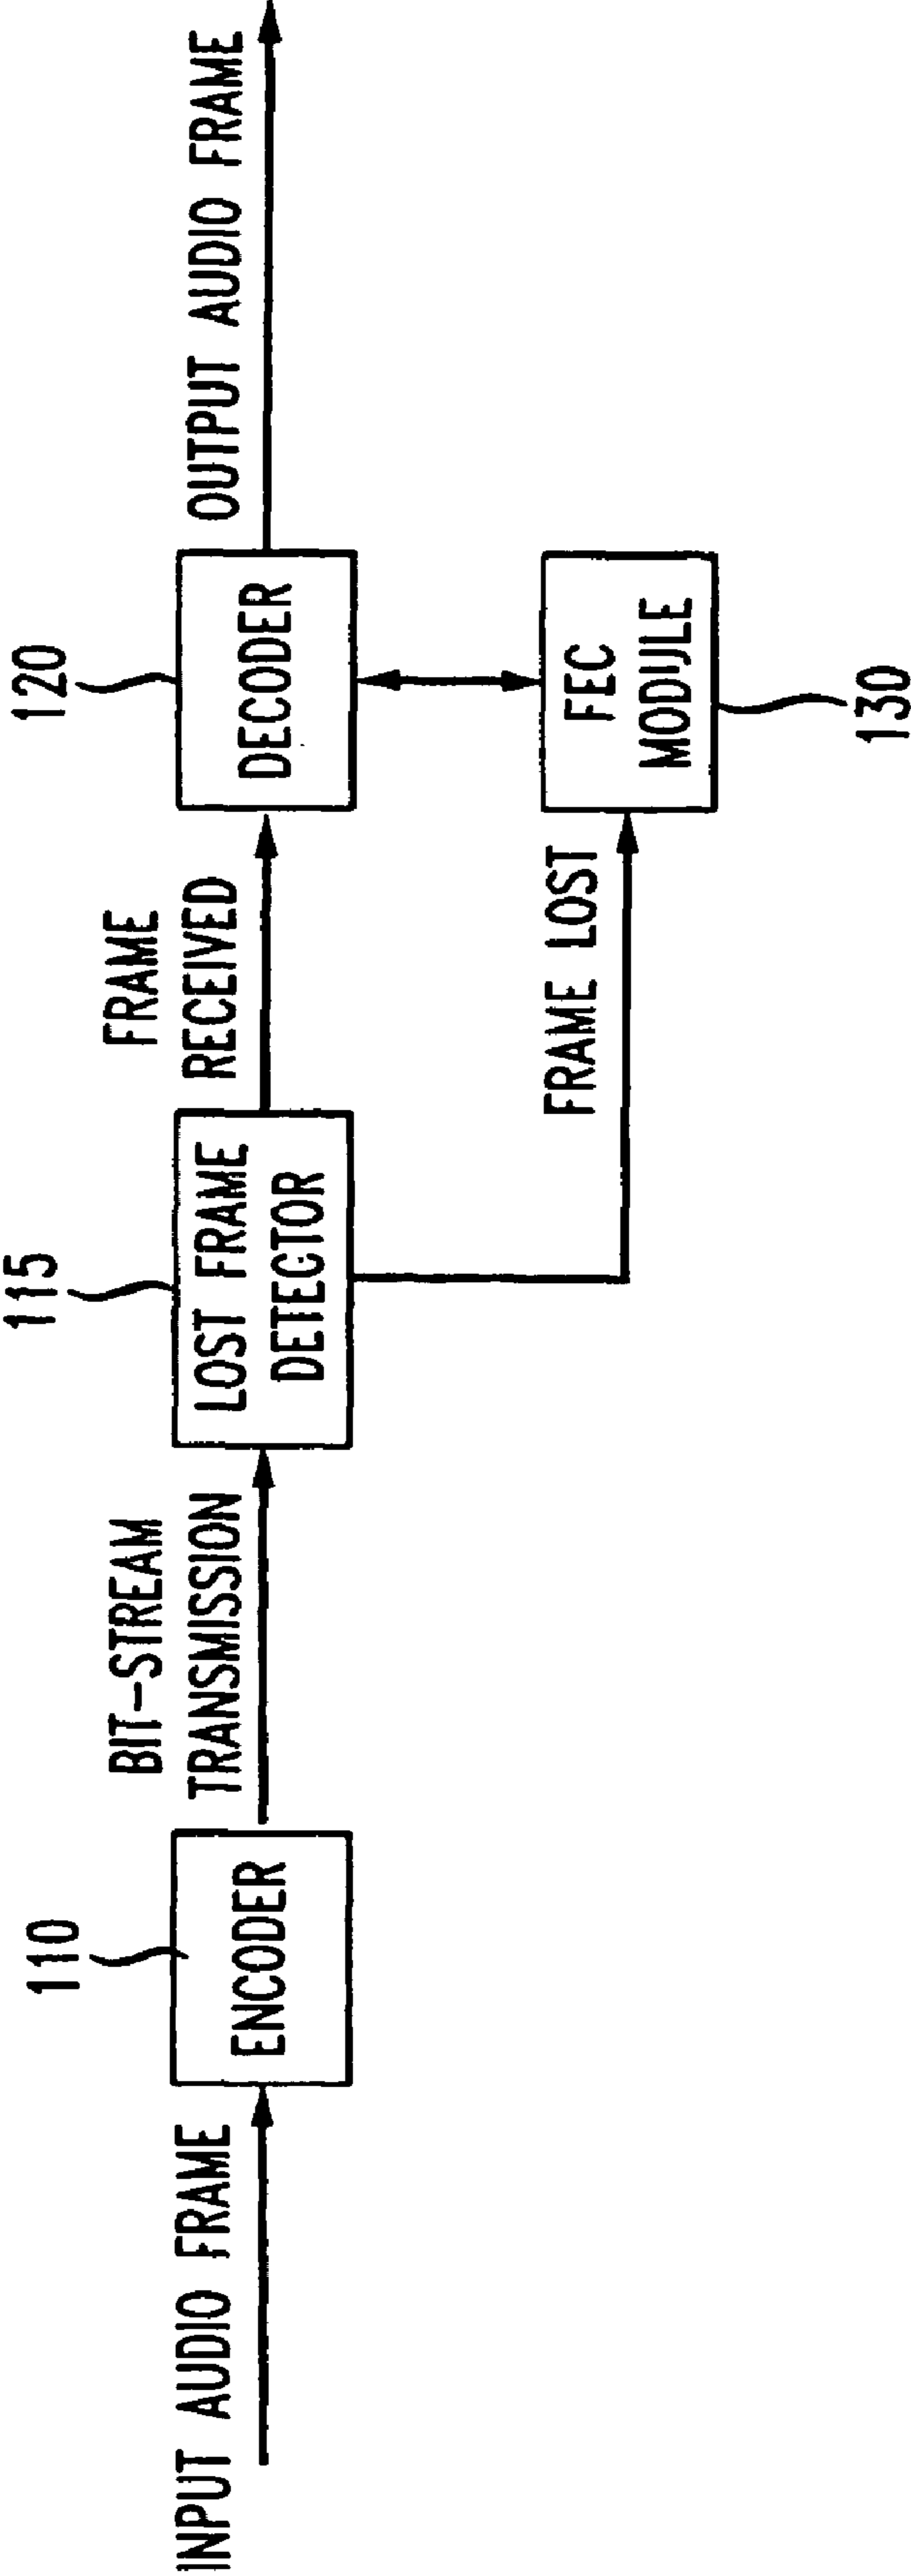 INPUT AUDIO FRAME
110
ENCODER
BIT-STREAM
TRANSMISSION
115
LOST FRAME
DETECTOR
FRAME
RECEIVED
FRAME LOST
120
DECODER
FEC
MODULE
130
OUTPUT AUDIO FRAME